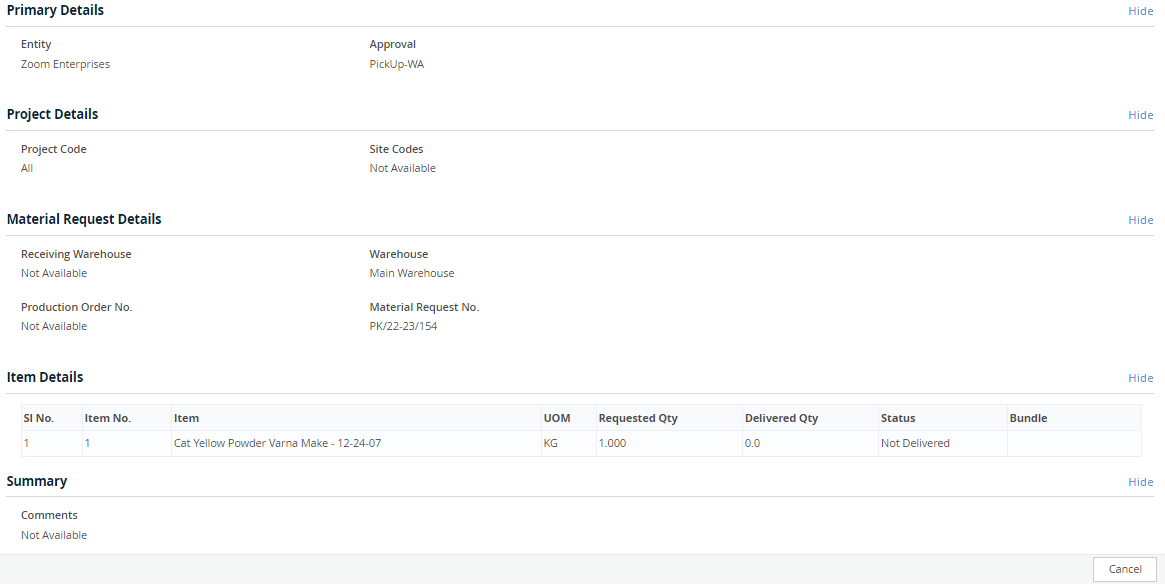 Primary Details Hide
Entity Approval
Zoom Enterprises PickUp-WA
Project Details Hide
Project Code Site Codes
All Not Available
Material Request Details Hide
Receiving Warehouse Warehouse
Not Available Main Warehouse
Production Order No. Material Request No.
Not Available PK/22-23/154
Item Details Hide
Sl No. Item No. Item UOM Requested Qty Delivered Qty Status Bundle
1 1 Cat Yellow Powder Varna Make - 12-24-07 KG 1.000 0.0 Not Delivered
Summary Hide
Comments
Not Available
Cancel